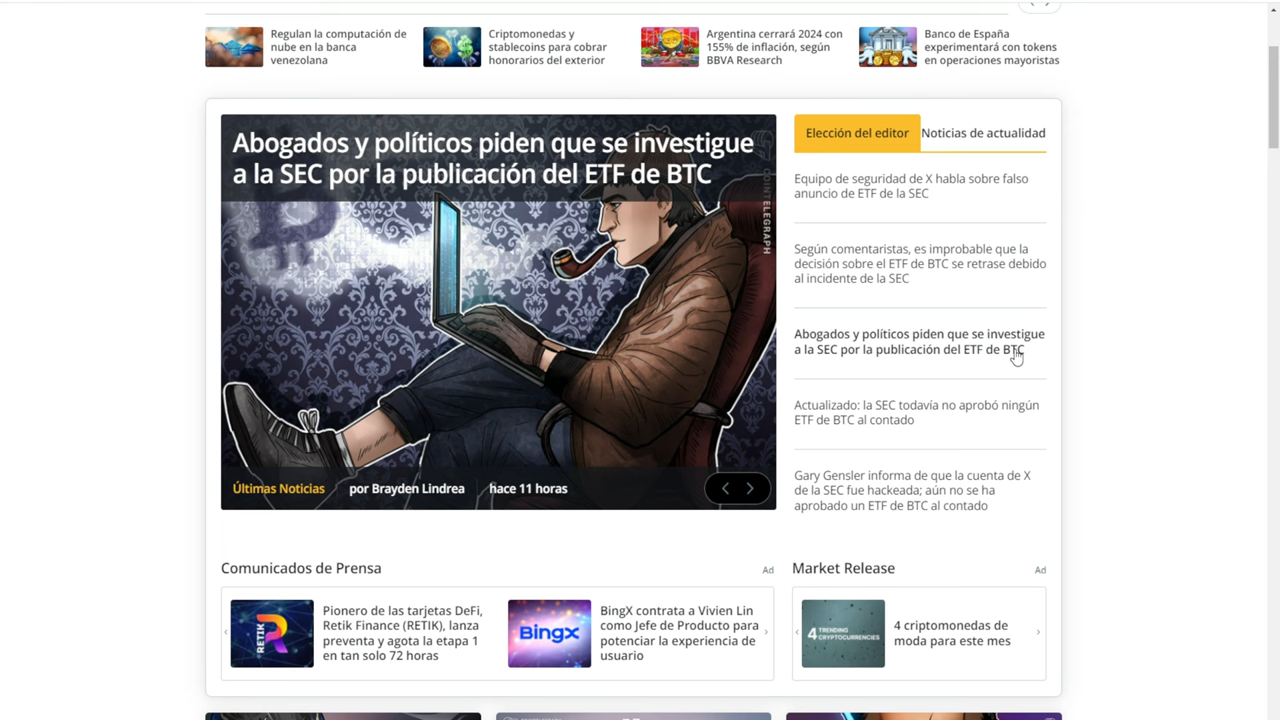 Regulan la computación de
nube en la banca
venezolana
Criptomonedas y
stablecoins para cobrar
honorarios del exterior
Argentina cerrará 2024 con
155% de inflación, según
BBVA Research
Banco de España
experimentará con tokens
en operaciones mayoristas
Abogados y políticos piden que se investigue
a la SEC por la publicación del ETF de BTC
COINTELEGRAPH
Últimas Noticias por Brayden Lindrea hace 11 horas
Elección del editor Noticias de actualidad
Equipo de seguridad de X habla sobre falso
anuncio de ETF de la SEC
Según comentaristas, es improbable que la
decisión sobre el ETF de BTC se retrase debido
al incidente de la SEC
Abogados y políticos piden que se investigue
a la SEC por la publicación del ETF de BTC
Actualizado: la SEC todavía no aprobó ningún
ETF de BTC al contado
Gary Gensler informa de que la cuenta de X
de la SEC fue hackeada; aún no se ha
aprobado un ETF de BTC al contado
Comunicados de Prensa Ad
RETIK
Pionero de las tarjetas DeFi,
Retik Finance (RETIK), lanza
preventa y agota la etapa 1
en tan solo 72 horas
BingX
BingX contrata a Vivien Lin
como Jefe de Producto para
potenciar la experiencia de
usuario
Market Release Ad
4 TRENDING
CRYPTOCURRENCIES
4 criptomonedas de
moda para este mes